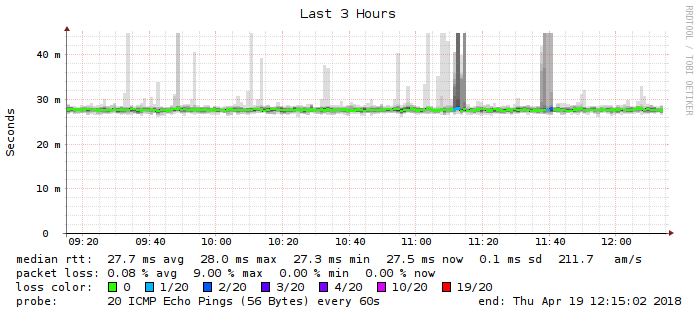 Last 3 Hours
RRDTOOL / TOBI OETIKER
Seconds
40 m
30 m
20 m
10 m
0
09:20 09:40 10:00 10:20 10:40 11:00 11:20 11:40 12:00
median rtt: 27.7 ms avg 28.0 ms max 27.3 ms min 27.5 ms now 0.1 ms sd 211.7 am/s
packet loss: 0.08 % avg 9.00 % max 0.00 % min 0.00 % now
loss color: 0 1/20 2/20 3/20 4/20 10/20 19/20
probe: 20 ICMP Echo Pings (56 Bytes) every 60s end: Thu Apr 19 12:15:02 2018